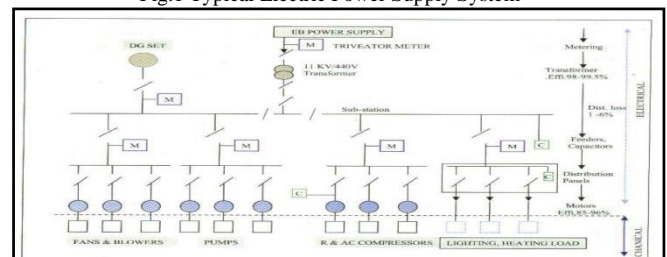 Fig.1 Typical Electric Power Supply System
EB POWER SUPPLY
DG SET
M
TRIVEATOR METER
Metering
11 KV/440V
Transformer
Transformer
.Effi.98-99.5%
M
Sub-station
Dist. loss
1 -6%
ELECTRICAL
M
M
M
M
C
Feeders,
Capacitors
C
C
Distribution
Panels
Motors
Effi.85-96%
FANS & BLOWERS
PUMPS
R & AC COMPRESSORS
LIGHTING, HEATING LOAD